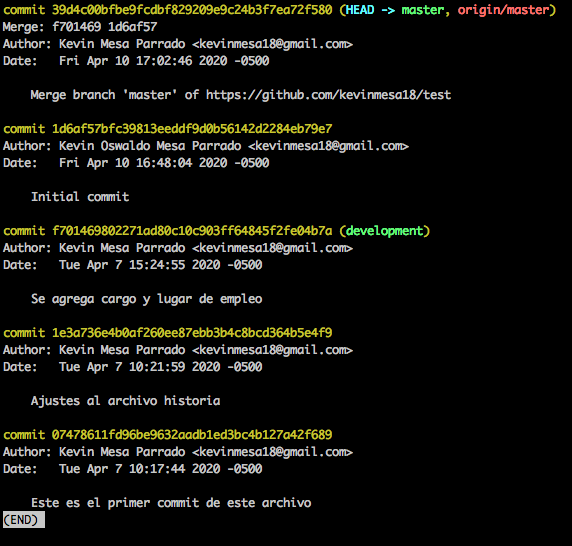 commit 39d4c00bfbe9fcdbf829209e9c24b3f7ea72f580 (HEAD -> master, origin/master)
Merge: f701469 1d6af57
Author: Kevin Mesa Parrado <kevinmesa18@gmail.com>
Date:   Fri Apr 10 17:02:46 2020 -0500
Merge branch 'master' of https://github.com/kevinmesa18/test
commit 1d6af57bfc39813eeddf9d0b56142d2284eb79e7
Author: Kevin Oswaldo Mesa Parrado <kevinmesa18@gmail.com>
Date:   Fri Apr 10 16:48:04 2020 -0500
Initial commit
commit f701469802271ad80c10c903ff64845f2fe04b7a (development)
Author: Kevin Mesa Parrado <kevinmesa18@gmail.com>
Date:   Tue Apr 7 15:24:55 2020 -0500
Se agrega cargo y lugar de empleo
commit 1e3a736e4b0af260ee87ebb3b4c8bcd364b5e4f9
Author: Kevin Mesa Parrado <kevinmesa18@gmail.com>
Date:   Tue Apr 7 10:21:59 2020 -0500
Ajustes al archivo historia
commit 07478611fd96be9632aadb1ed3bc4b127a42f689
Author: Kevin Mesa Parrado <kevinmesa18@gmail.com>
Date:   Tue Apr 7 10:17:44 2020 -0500
Este es el primer commit de este archivo
(END)